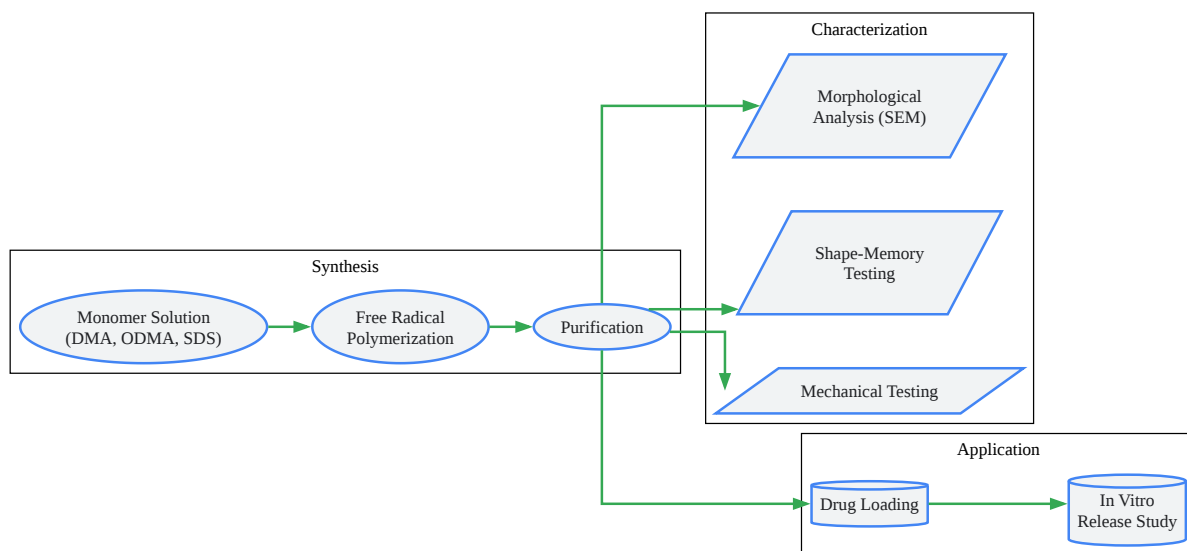 Characterization
Morphological
Analysis (SEM)
Shape-Memory
Testing
Mechanical Testing
Synthesis
Monomer Solution
(DMA, ODMA, SDS)
Free Radical
Polymerization
Purification
Application
Drug Loading
In Vitro
Release Study